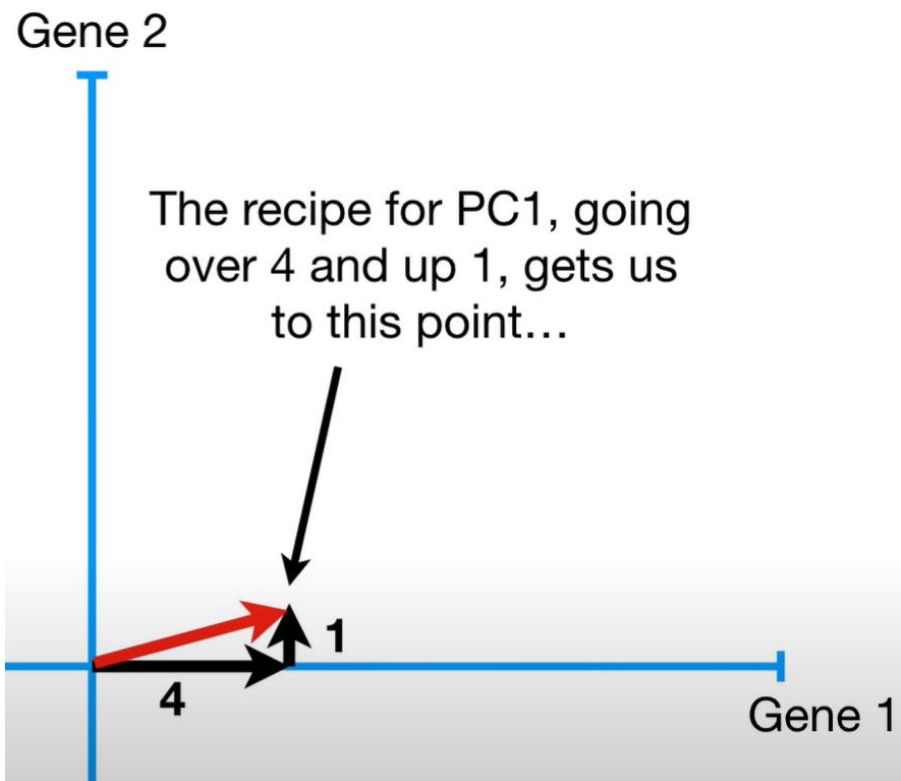 Gene 2
The recipe for PC1, going
over 4 and up 1, gets us
to this point...
1
4
Gene 1